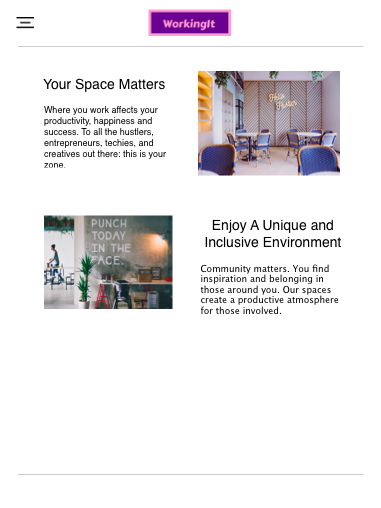 WorkingIt
Your Space Matters
Where you work affects your
productivity, happiness and
success. To all the hustlers,
entrepreneurs, techies, and
creatives out there: this is your
zone.
Hello
PUNCH
TODAY
IN THE
FACE.
Enjoy A Unique and
Inclusive Environment
Community matters. You find
inspiration and belonging in
those around you. Our spaces
create a productive atmosphere
for those involved.